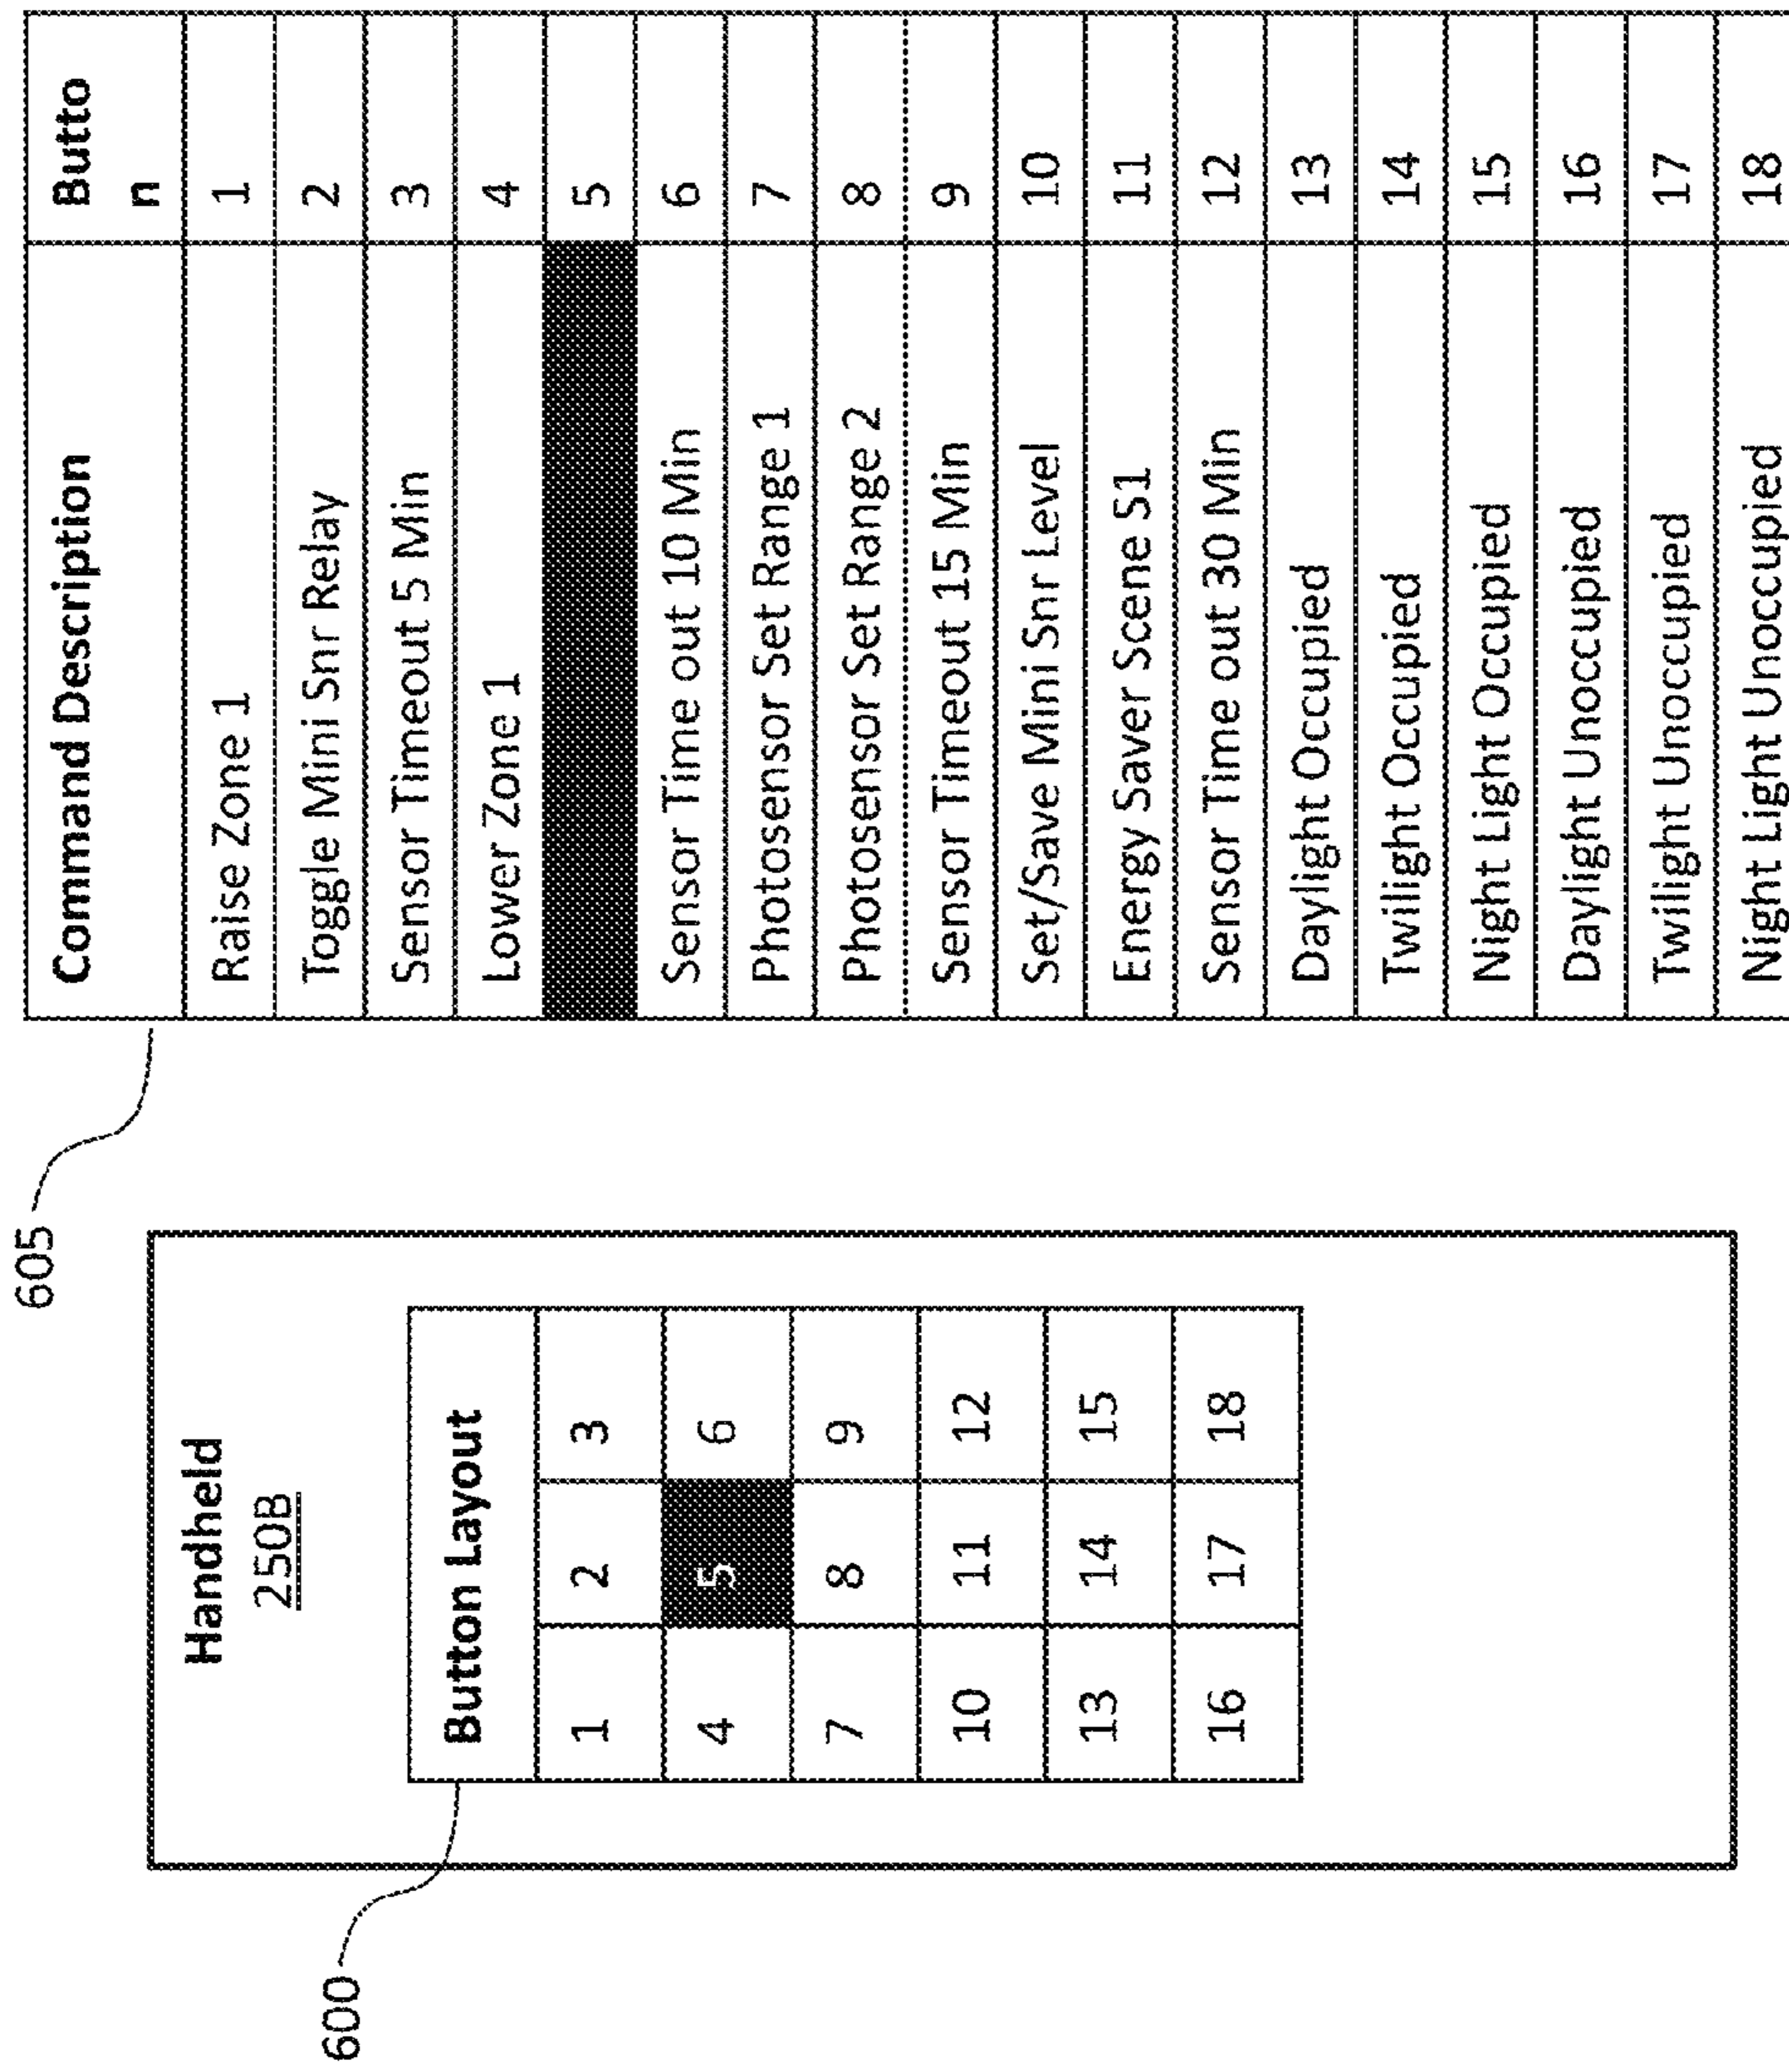 605
Command Description Butto
n
Raise Zone 1 1
Toggle Mini Snr Relay 2
Sensor Timeout 5 Min 3
Lower Zone 1 4
5
Sensor Time out 10 Min 6
Photosensor Set Range 1 7
Photosensor Set Range 2 8
Sensor Timeout 15 Min 9
Set/Save Mini Snr Level 10
Energy Saver Scene S1 11
Sensor Time out 30 Min 12
Daylight Occupied 13
Twilight Occupied 14
Night Light Occupied 15
Daylight Unoccupied 16
Twilight Unoccupied 17
Night Light Unoccupied 18
600
Handheld
250B
Button Layout
1 2 3
4 5 6
7 8 9
10 11 12
13 14 15
16 17 18